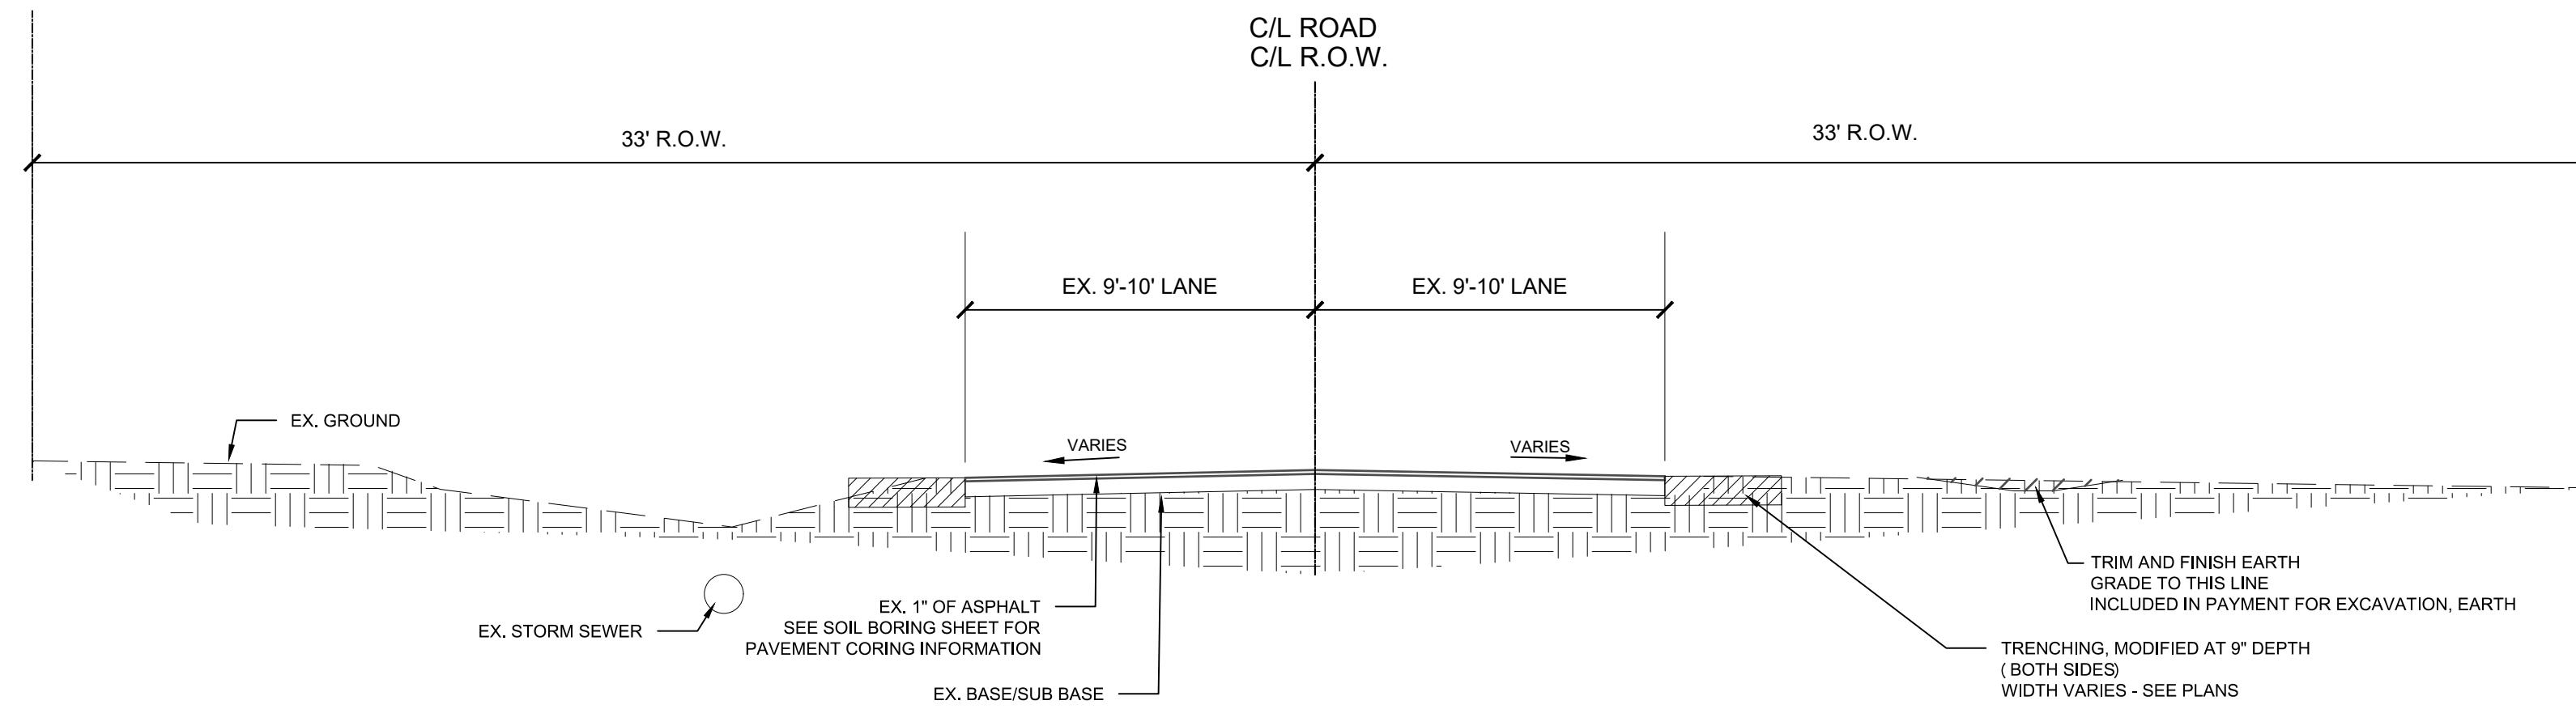 C/L ROAD
C/L R.O.W.
33' R.O.W.
33' R.O.W.
EX. 9'-10' LANE
EX. 9'-10' LANE
EX. GROUND
VARIES
VARIES
EX. STORM SEWER
EX. 1" OF ASPHALT
SEE SOIL BORING SHEET FOR
PAVEMENT CORING INFORMATION
EX. BASE/SUB BASE
TRIM AND FINISH EARTH
GRADE TO THIS LINE
INCLUDED IN PAYMENT FOR EXCAVATION, EARTH
TRENCHING, MODIFIED AT 9" DEPTH
( BOTH SIDES)
WIDTH VARIES - SEE PLANS